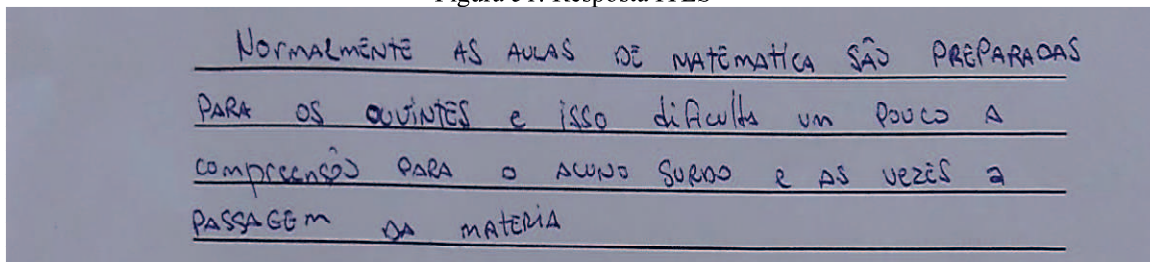 NORMALMENTE AS AULAS DE MATEMATICA SÃO PREPARADAS
PARA OS OUVINTES e isso dificulta um pouco A
compreensão PARA o ALUNO SURDO e AS VEZES a
PASSAGEM DA MATERIA